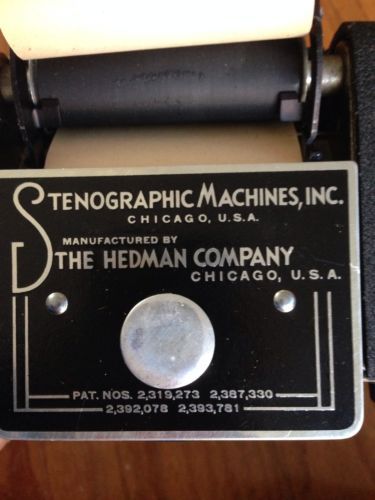 STENOGRAPHIC MACHINES, INC.
CHICAGO, U.S.A.
MANUFACTURED BY
THE HEDMAN COMPANY
CHICAGO, U.S.A.
PAT. NOS. 2,319,273 2,387,330
2,392,078 2,393,781